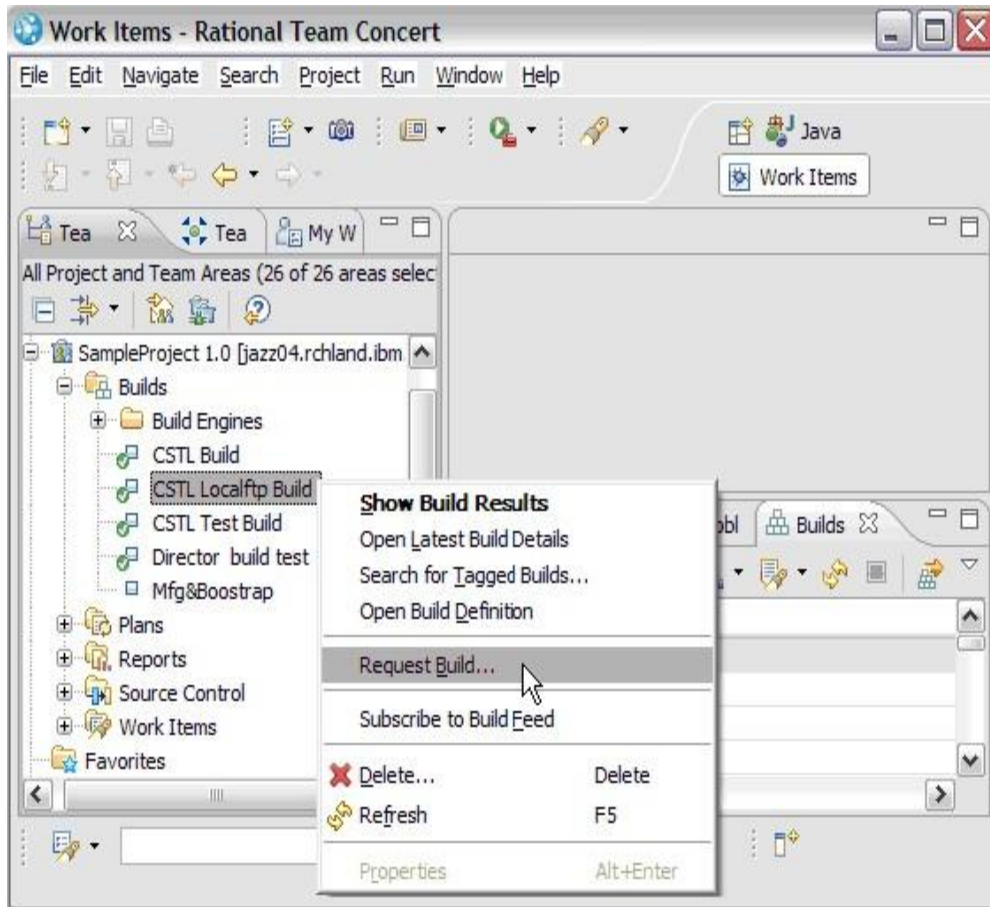 Work Items - Rational Team Concert
File Edit Navigate Search Project Run Window Help
Java
Work Items
Tea Tea My W
All Project and Team Areas (26 of 26 areas selec
SampleProject 1.0 [jazz04.rchland.ibm
Builds
Build Engines
CSTL Build
CSTL Localftp Build
CSTL Test Build
Director build test
Mfg&Boostrap
Plans
Reports
Source Control
Work Items
Favorites
Show Build Results
Open Latest Build Details
Search for Tagged Builds...
Open Build Definition
Request Build...
Subscribe to Build Feed
Delete... Delete
Refresh F5
Properties Alt+Enter
obl Builds